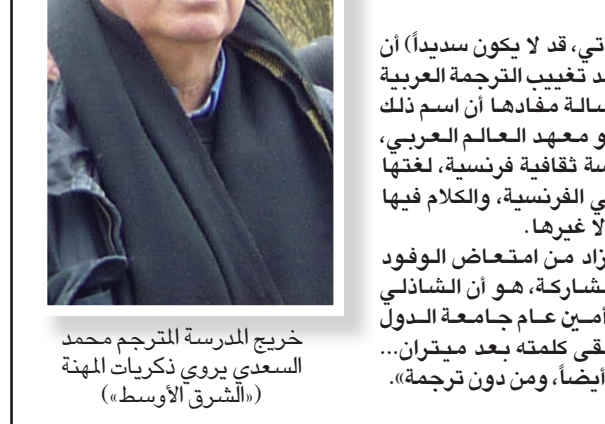 تي، قد لا يكون سديداً) أن
د تغييب الترجمة العربية
سالة مفادها أن اسم ذلك
و معهد العالم العربي،
سة ثقافية فرنسية، لغتها
ي الفرنسية، والكلام فيها
لا غيرها.
زاد من امتعاض الوفود
شاركة، هو أن الشاذلي
أمين عام جامعة الدول
قى كلمته بعد ميتران...
أيضاً، ومن دون ترجمة».
خريج المدرسة المترجم محمد
السعدي يروي ذكريات المهنة
(«الشرق الأوسط»)